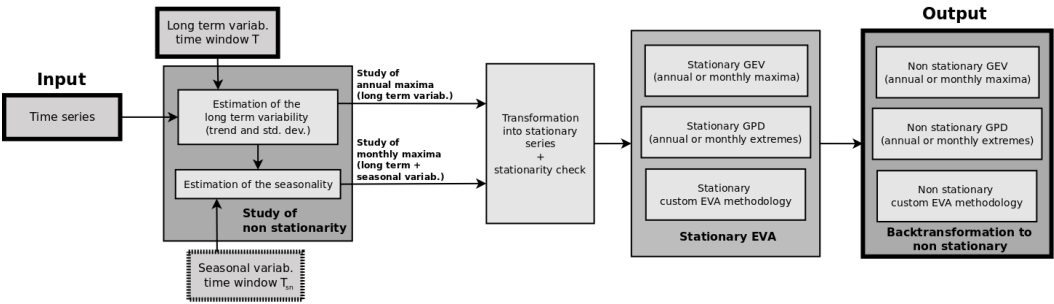 Input
Time series
Long term variab.
time window T
Estimation of the
long term variability
(trend and std. dev.)
Estimation of the seasonality
Study of
non stationarity
Seasonal variab.
time window Tsn
Study of
annual maxima
(long term variab.)
Study of
monthly maxima
(long term +
seasonal variab.)
Transformation
into stationary
series
+
stationarity check
Stationary GEV
(annual or monthly maxima)
Stationary GPD
(annual or monthly extremes)
Stationary
custom EVA methodology
Stationary EVA
Output
Non stationary GEV
(annual or monthly maxima)
Non stationary GPD
(annual or monthly extremes)
Non stationary
custom EVA methodology
Backtransformation to
non stationary